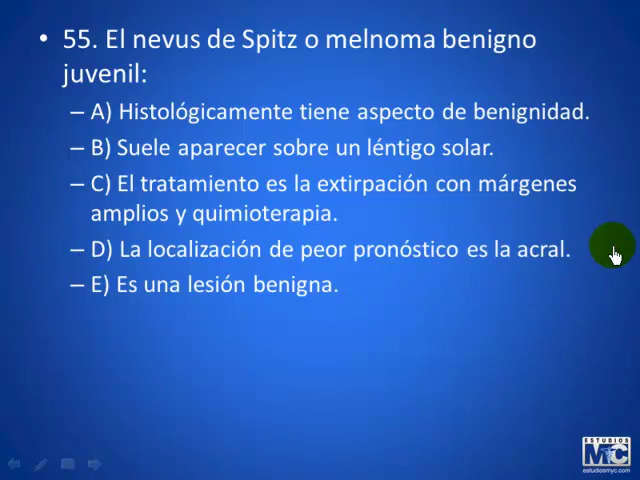 • 55. El nevus de Spitz o melnoma benigno
juvenil:
– A) Histológicamente tiene aspecto de benignidad.
– B) Suele aparecer sobre un léntigo solar.
– C) El tratamiento es la extirpación con márgenes
amplios y quimioterapia.
– D) La localización de peor pronóstico es la acral.
– E) Es una lesión benigna.
ESTUDIOS
MyC
estudiosmyc.com